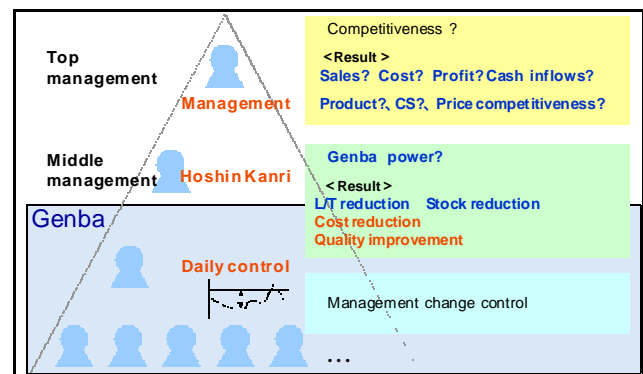 Top
management
Management
Competitiveness ?
<Result>
Sales? Cost? Profit? Cash inflows?
Product?、CS?、Price competitiveness?
Middle
management
Hoshin Kanri
Genba power?
<Result>
L/T reduction Stock reduction
Cost reduction
Quality improvement
Genba
Daily control
Management change control
...